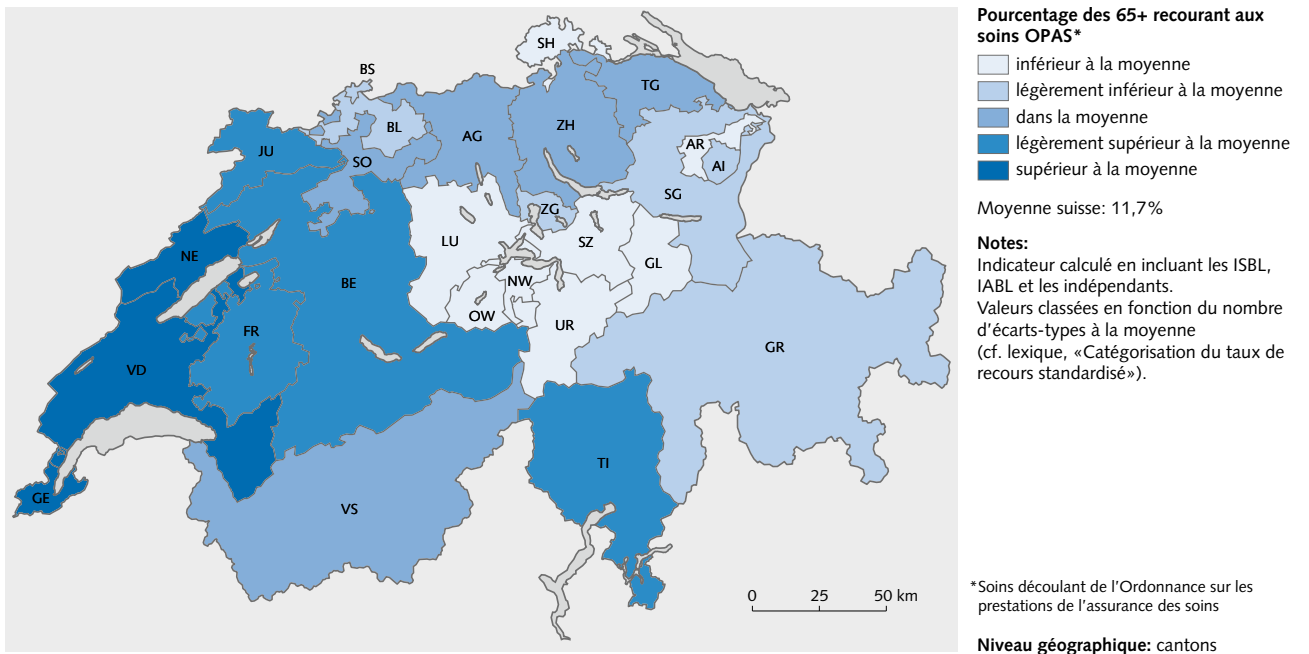 Pourcentage des 65+ recourant aux
soins OPAS*
inférieur à la moyenne
légèrement inférieur à la moyenne
dans la moyenne
légèrement supérieur à la moyenne
supérieur à la moyenne
Moyenne suisse: 11,7%
Notes:
Indicateur calculé en incluant les ISBL,
IABL et les indépendants.
Valeurs classées en fonction du nombre
d'écarts-types à la moyenne
(cf. lexique, «Catégorisation du taux de
recours standardisé»).
*Soins découlant de l'Ordonnance sur les
prestations de l'assurance des soins
Niveau géographique: cantons
SH
BS
TG
BL
AG
ZH
JU
SO
AR
AI
SG
ZG
LU
SZ
NE
GL
BE
NW
OW
UR
FR
GR
VD
TI
GE
VS
0 25 50 km